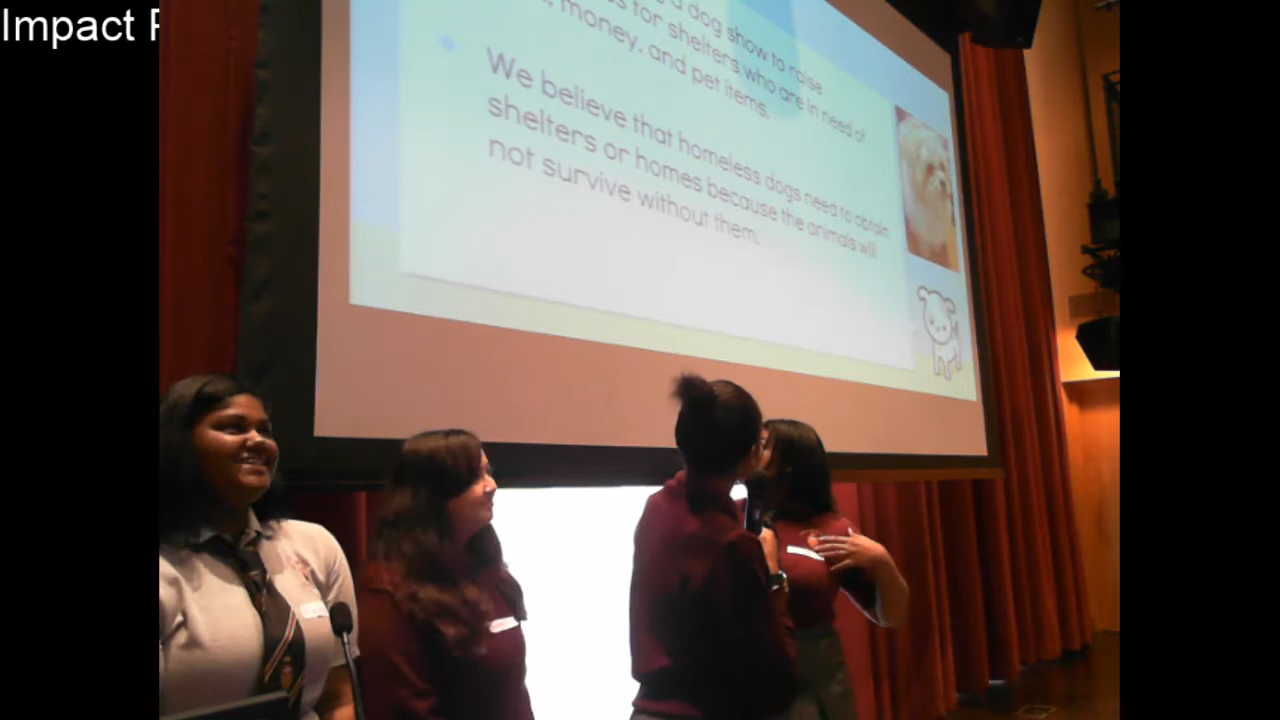 Impact
a dog show to raise
for shelters who are in need of
money, and pet items.
We believe that homeless dogs need to obtain
shelters or homes because the animals will
not survive without them.